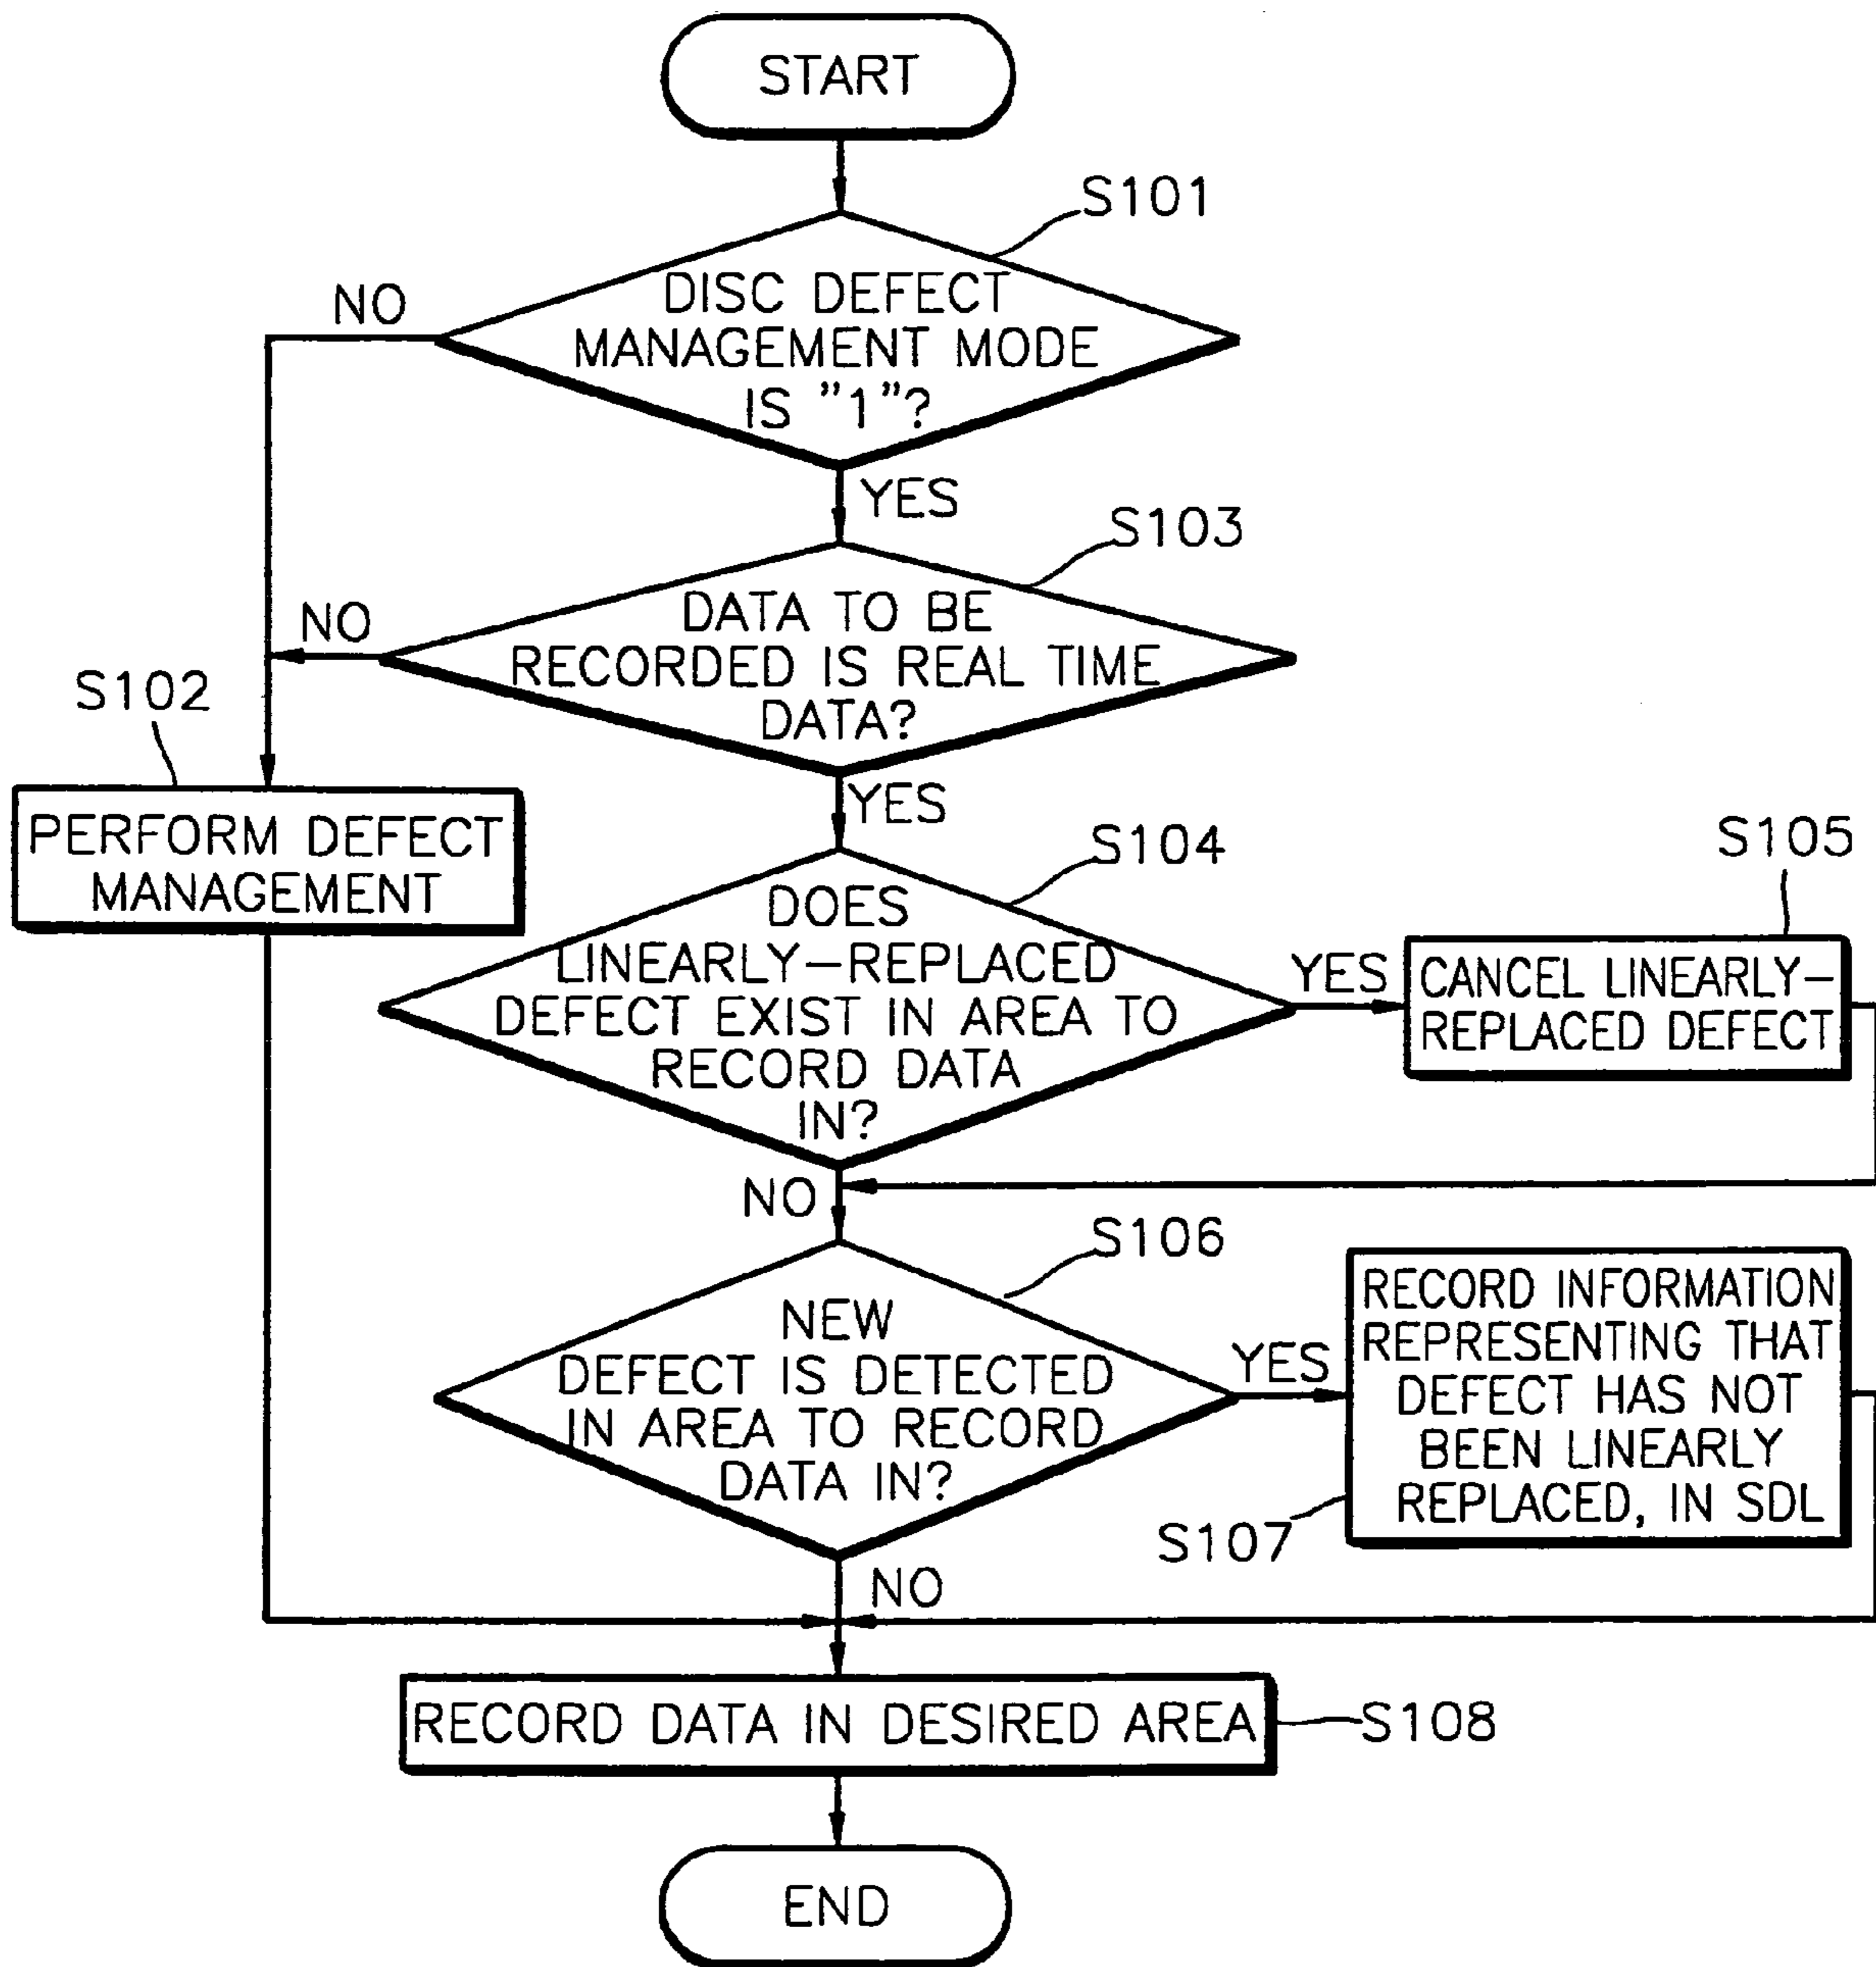 START
S101
DISC DEFECT
MANAGEMENT MODE
IS "1"?
NO
YES
S103
DATA TO BE
RECORDED IS REAL TIME
DATA?
NO
S102
PERFORM DEFECT
MANAGEMENT
YES
S104
DOES
LINEARLY-REPLACED
DEFECT EXIST IN AREA TO
RECORD DATA
IN?
YES
S105
CANCEL LINEARLY-
REPLACED DEFECT
NO
S106
NEW
DEFECT IS DETECTED
IN AREA TO RECORD
DATA IN?
YES
RECORD INFORMATION
REPRESENTING THAT
DEFECT HAS NOT
BEEN LINEARLY
REPLACED, IN SDL
S107
NO
RECORD DATA IN DESIRED AREA
S108
END